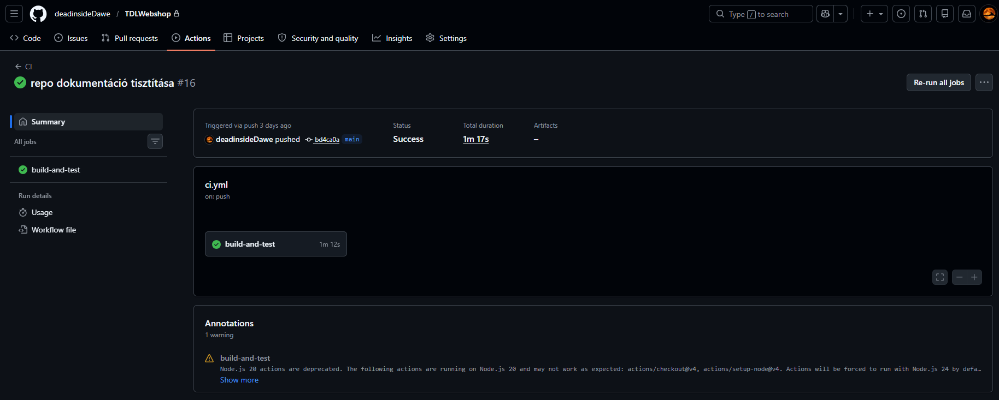 deadinsideDawe / TDLWebshop
Type / to search
Code
Issues
Pull requests
Actions
Projects
Security and quality
Insights
Settings
CI
repo dokumentáció tisztítása #16
Re-run all jobs
Summary
All jobs
build-and-test
Run details
Usage
Workflow file
Triggered via push 3 days ago
deadinsideDawe pushed bd4ca0a main
Status
Success
Total duration
1m 17s
Artifacts
–
ci.yml
on: push
build-and-test 1m 12s
Annotations
1 warning
build-and-test
Node.js 20 actions are deprecated. The following actions are running on Node.js 20 and may not work as expected: actions/checkout@v4, actions/setup-node@v4. Actions will be forced to run with Node.js 24 by defa…
Show more